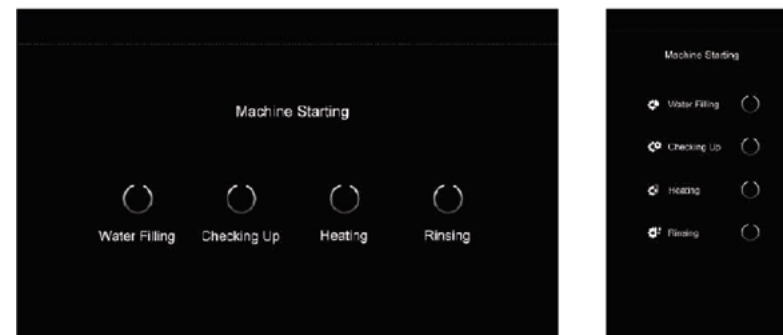 Machine Starting
Water Filling Checking Up Heating Rinsing
Machine Starting
Water Filling
Checking Up
Heating
Rinsing